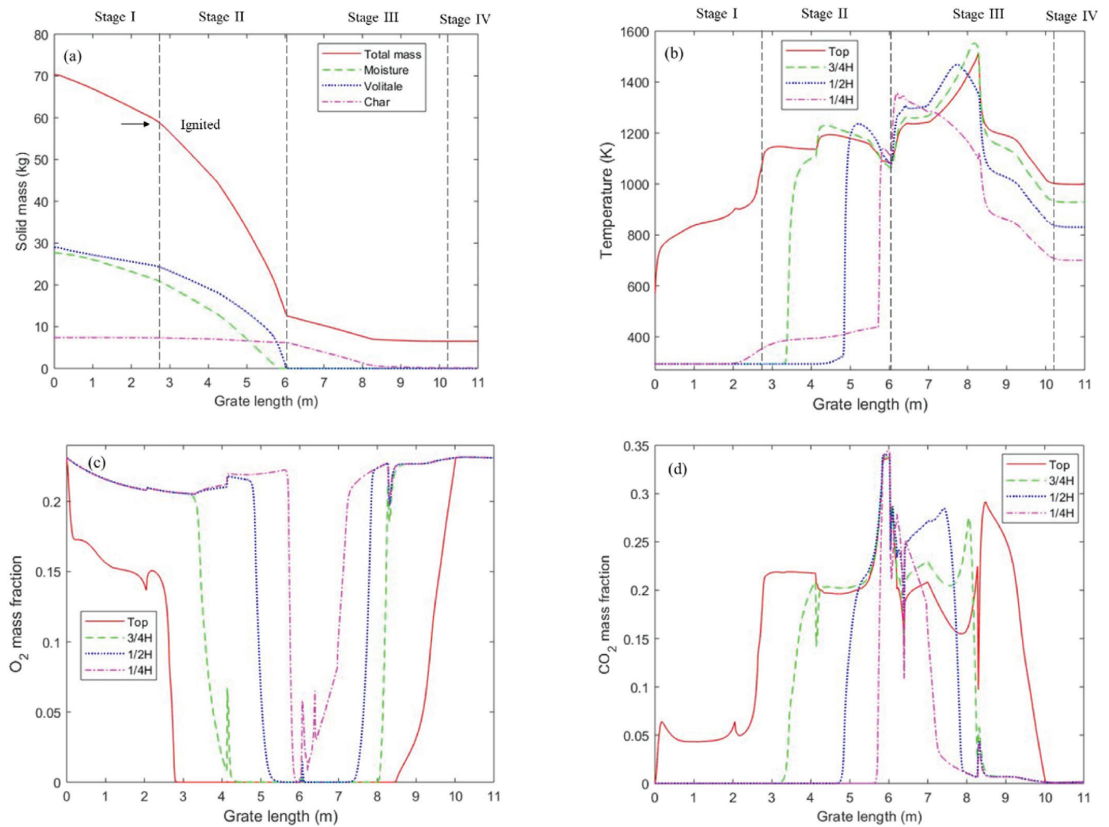 Stage I Stage II Stage III Stage IV
(a)
Total mass
Moisture
Volitale
Char
Ignited
80
70
60
50
40
30
20
10
0
Solid mass (kg)
0 1 2 3 4 5 6 7 8 9 10 11
Grate length (m)
Stage I Stage II Stage III Stage IV
(b)
Top
3/4H
1/2H
1/4H
1600
1400
1200
1000
800
600
400
Temperature (K)
0 1 2 3 4 5 6 7 8 9 10 11
Grate length (m)
(c)
0.2
0.15
0.1
0.05
0
O2 mass fraction
Top
3/4H
1/2H
1/4H
0 1 2 3 4 5 6 7 8 9 10 11
Grate length (m)
(d)
Top
3/4H
1/2H
1/4H
0.35
0.3
0.25
0.2
0.15
0.1
0.05
0
CO2 mass fraction
0 1 2 3 4 5 6 7 8 9 10 11
Grate length (m)